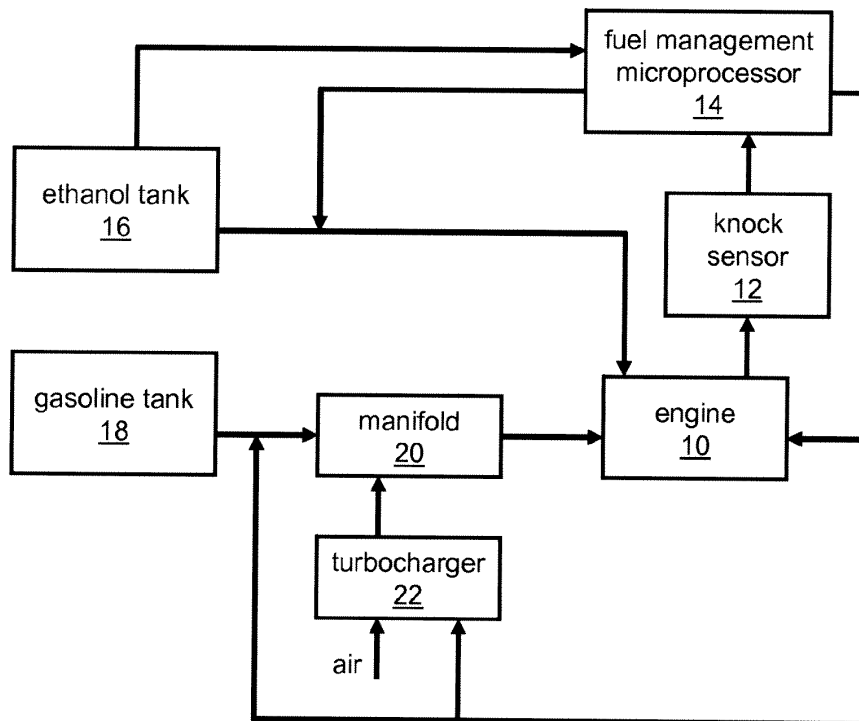 fuel management
microprocessor
14
ethanol tank
16
knock
sensor
12
gasoline tank
18
manifold
20
engine
10
turbocharger
22
air